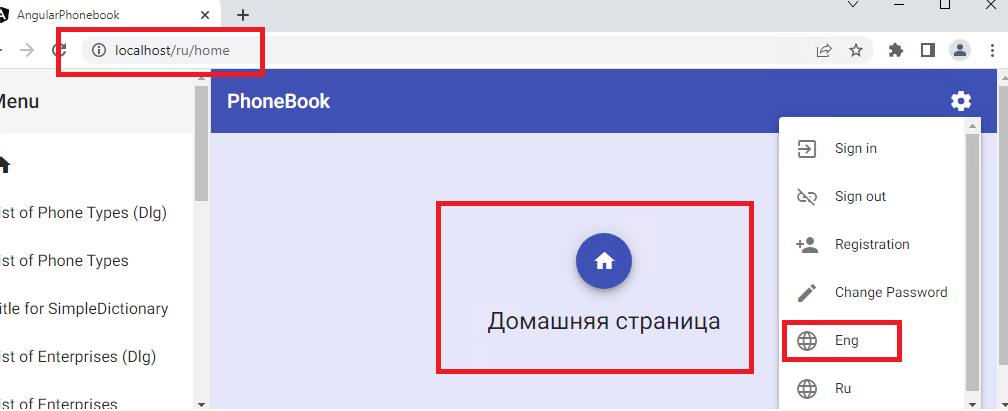 AngularPhonebook
localhost/ru/home
Menu
PhoneBook
ist of Phone Types (Dlg)
ist of Phone Types
itle for SimpleDictionary
ist of Enterprises (Dlg)
ist of Enterprises
Домашняя страница
Sign in
Sign out
Registration
Change Password
Eng
Ru